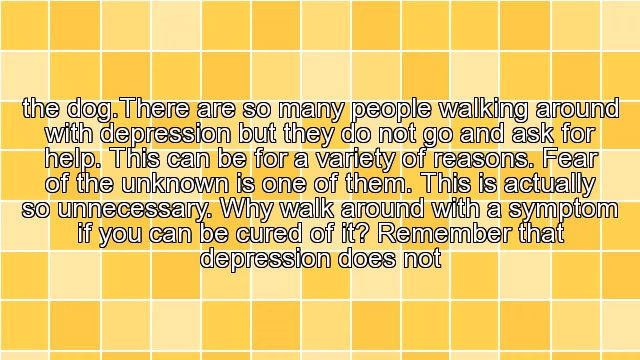 the dog.There are so many people walking around
with depression but they do not go and ask for
help. This can be for a variety of reasons. Fear
of the unknown is one of them. This is actually
so unnecessary. Why walk around with a symptom
if you can be cured of it? Remember that
depression does not